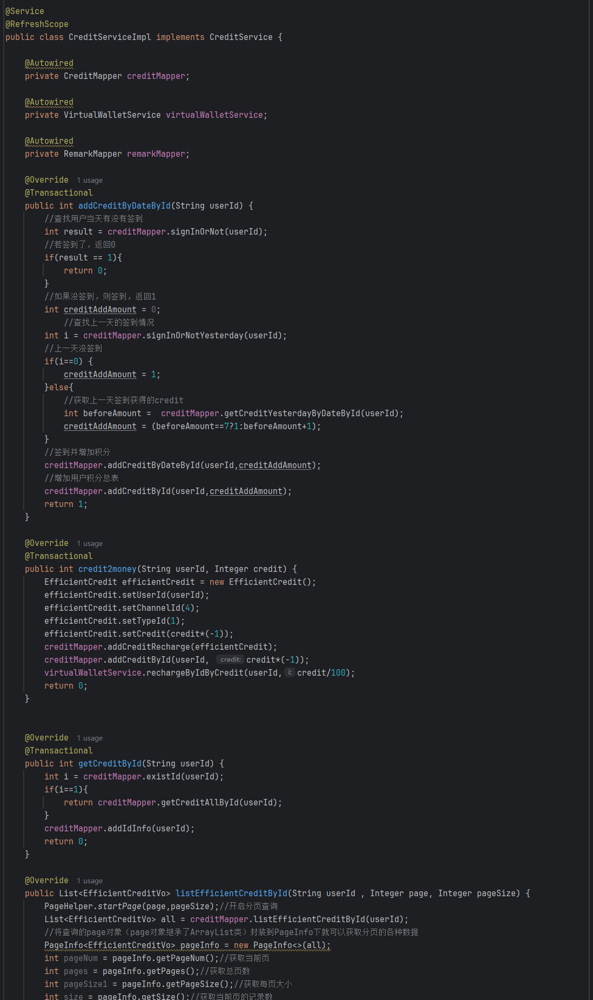 @Service
@RefreshScope
public class CreditServiceImpl implements CreditService {
@Autowired
private CreditMapper creditMapper;
@Autowired
private VirtualWalletService virtualWalletService;
@Autowired
private RemarkMapper remarkMapper;
@Override 1 usage
@Transactional
public int addCreditByDateById(String userId) {
//查找用户当天有没有签到
int result = creditMapper.signInOrNot(userId);
//若签到了，返回0
if(result == 1){
return 0;
}
//如果没签到，则签到，返回1
int creditAddAmount = 0;
//查找上一天的签到情况
int i = creditMapper.signInOrNotYesterday(userId);
//上一天没签到
if(i==0) {
creditAddAmount = 1;
}else{
//获取上一天签到获得的credit
int beforeAmount =  creditMapper.getCreditYesterdayByDateById(userId);
creditAddAmount = (beforeAmount==7?1:beforeAmount+1);
}
//签到并增加积分
creditMapper.addCreditByDateById(userId,creditAddAmount);
//增加用户积分总表
creditMapper.addCreditById(userId,creditAddAmount);
return 1;
}
@Override 1 usage
@Transactional
public int credit2money(String userId, Integer credit) {
EfficientCredit efficientCredit = new EfficientCredit();
efficientCredit.setUserId(userId);
efficientCredit.setChannelId(4);
efficientCredit.setTypeId(1);
efficientCredit.setCredit(credit*(-1));
creditMapper.addCreditRecharge(efficientCredit);
creditMapper.addCreditById(userId, credit: credit*(-1));
virtualWalletService.rechargeByIdByCredit(userId, i: credit/100);
return 0;
}
@Override 1 usage
@Transactional
public int getCreditById(String userId) {
int i = creditMapper.existId(userId);
if(i==1){
return creditMapper.getCreditAllById(userId);
}
creditMapper.addIdInfo(userId);
return 0;
}
@Override 1 usage
public List<EfficientCreditVo> listEfficientCreditById(String userId , Integer page, Integer pageSize) {
PageHelper.startPage(page,pageSize);//开启分页查询
List<EfficientCreditVo> all = creditMapper.listEfficientCreditById(userId);
//将查询的page对象（page对象继承了ArrayList类）封装到PageInfo下就可以获取分页的各种数据
PageInfo<EfficientCreditVo> pageInfo = new PageInfo<>(all);
int pageNum = pageInfo.getPageNum();//获取当前页
int pages = pageInfo.getPages();//获取总页数
int pageSize1 = pageInfo.getPageSize();//获取每页大小
int size = pageInfo.getSize();//获取当前页的记录数